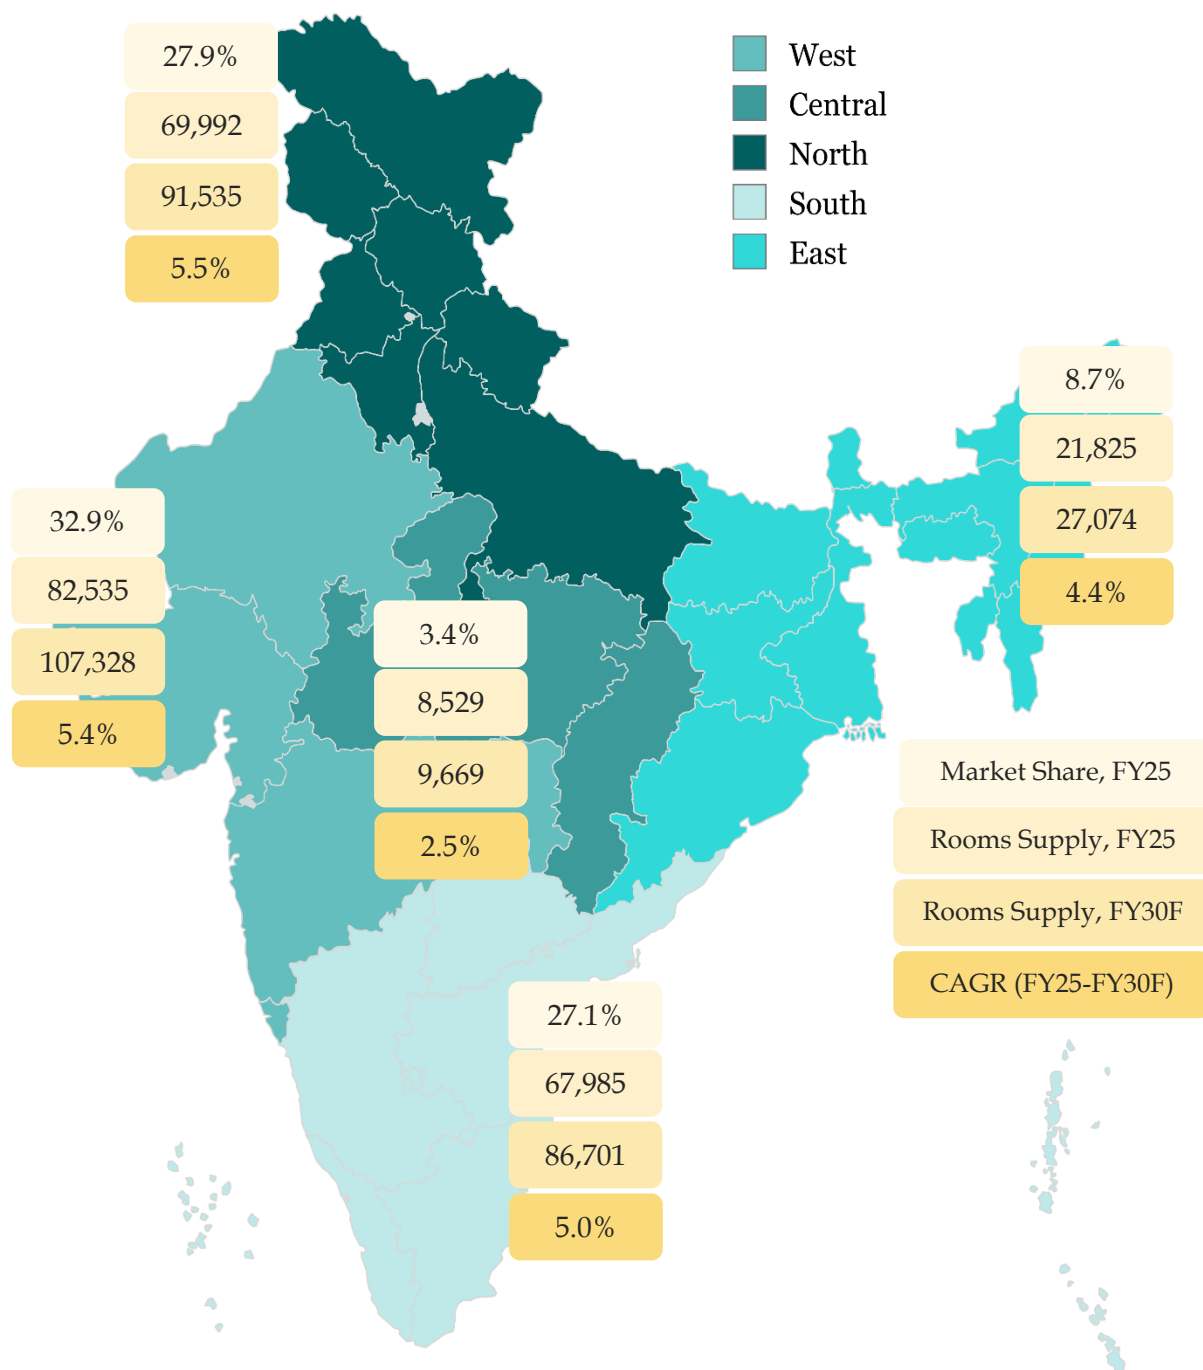 27.9%
69,992
91,535
5.5%
West
Central
North
South
East
8.7%
21,825
27,074
4.4%
32.9%
82,535
107,328
5.4%
3.4%
8,529
9,669
2.5%
Market Share, FY25
Rooms Supply, FY25
Rooms Supply, FY30F
CAGR (FY25-FY30F)
27.1%
67,985
86,701
5.0%